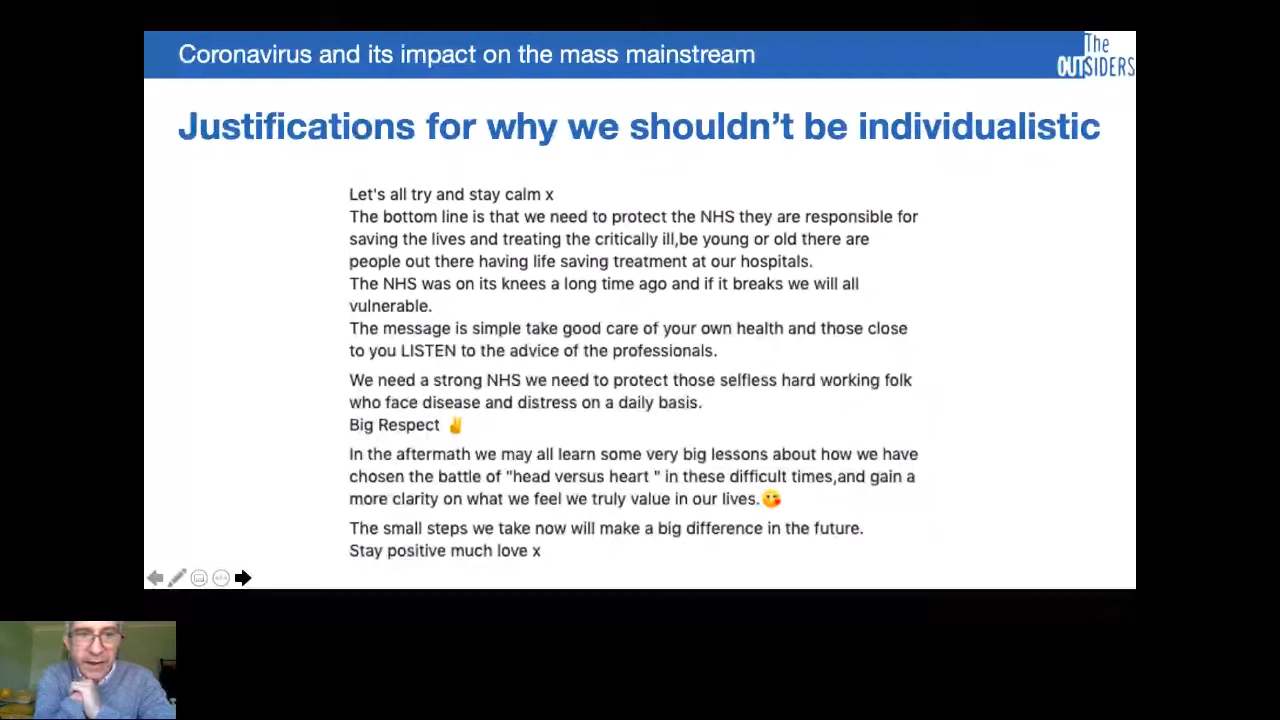 Coronavirus and its impact on the mass mainstream
The
OUTSIDERS
Justifications for why we shouldn't be individualistic
Let's all try and stay calm x
The bottom line is that we need to protect the NHS they are responsible for
saving the lives and treating the critically ill,be young or old there are
people out there having life saving treatment at our hospitals.
The NHS was on its knees a long time ago and if it breaks we will all
vulnerable.
The message is simple take good care of your own health and those close
to you LISTEN to the advice of the professionals.
We need a strong NHS we need to protect those selfless hard working folk
who face disease and distress on a daily basis.
Big Respect ✌️
In the aftermath we may all learn some very big lessons about how we have
chosen the battle of "head versus heart " in these difficult times,and gain a
more clarity on what we feel we truly value in our lives.😘
The small steps we take now will make a big difference in the future.
Stay positive much love x